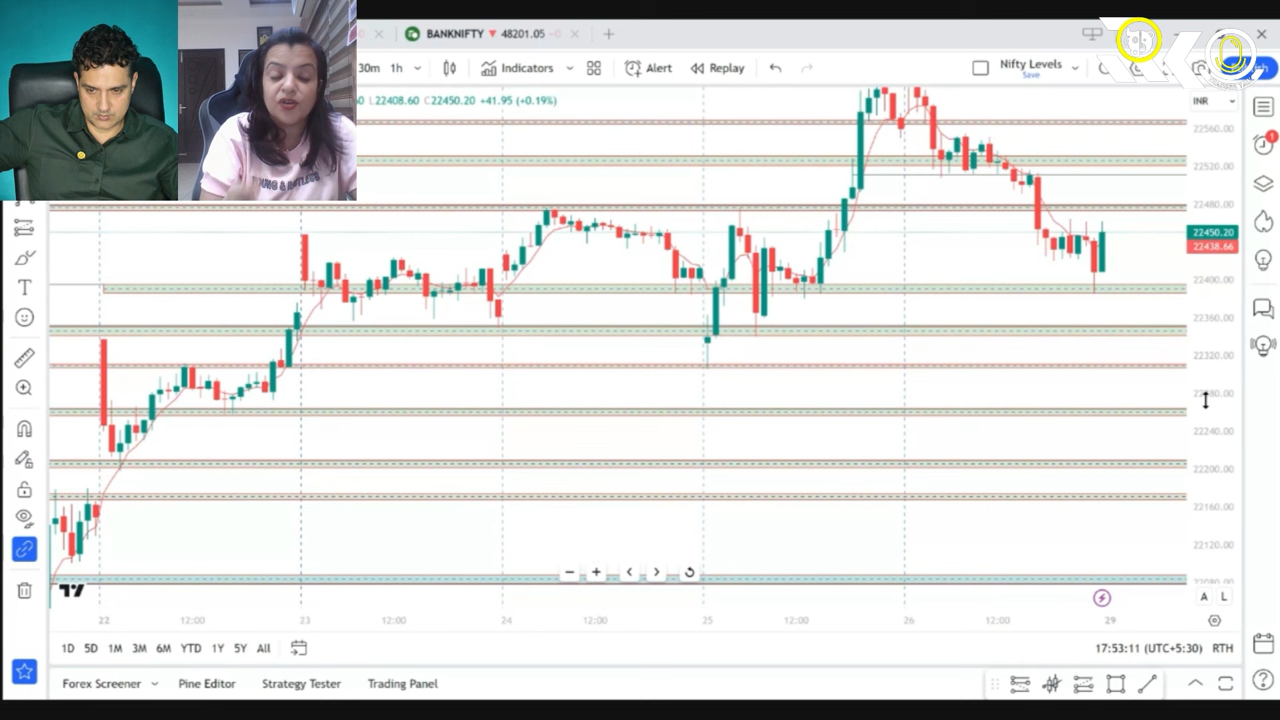 BANKNIFTY ▼ 48201.05
30m 1h Indicators Alert Replay Nifty Levels
Save
L22408.60 C22450.20 +41.95 (+0.19%)
INR
22560.00
22520.00
22480.00
22450.20
22438.66
22400.00
22360.00
22320.00
22240.00
22200.00
22160.00
22120.00
22080.00
A L
22 12:00 23 12:00 24 12:00 25 12:00 26 12:00 29
1D 5D 1M 3M 6M YTD 1Y 5Y All 17:53:11 (UTC+5:30) RTH
Forex Screener Pine Editor Strategy Tester Trading Panel